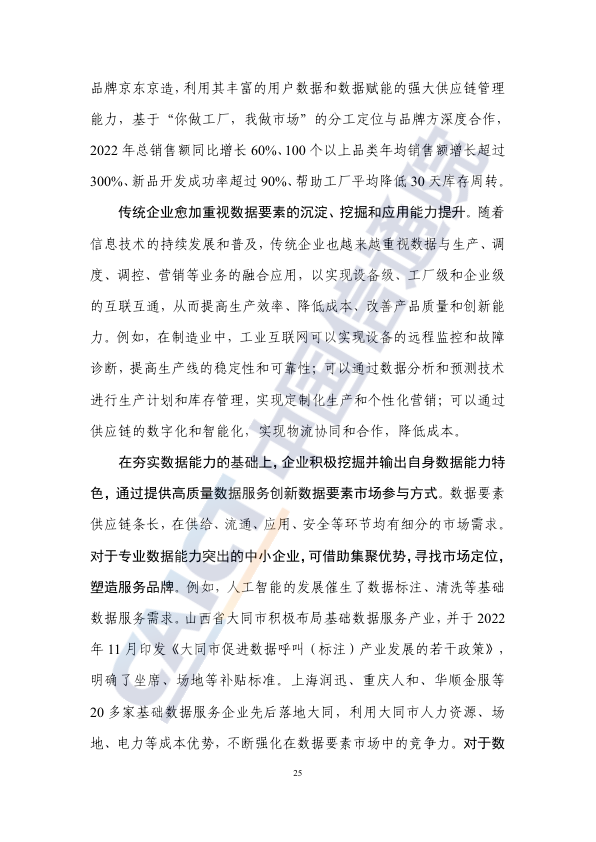 品牌京东京造，利用其丰富的用户数据和数据赋能的强大供应链管理
能力，基于“你做工厂，我做市场”的分工定位与品牌方深度合作，
2022 年总销售额同比增长 60%、100 个以上品类年均销售额增长超过
300%、新品开发成功率超过 90%、帮助工厂平均降低 30 天库存周转。
传统企业愈加重视数据要素的沉淀、挖掘和应用能力提升。随着
信息技术的持续发展和普及，传统企业也越来越重视数据与生产、调
度、调控、营销等业务的融合应用，以实现设备级、工厂级和企业级
的互联互通，从而提高生产效率、降低成本、改善产品质量和创新能
力。例如，在制造业中，工业互联网可以实现设备的远程监控和故障
诊断，提高生产线的稳定性和可靠性；可以通过数据分析和预测技术
进行生产计划和库存管理，实现定制化生产和个性化营销；可以通过
供应链的数字化和智能化，实现物流协同和合作，降低成本。
在夯实数据能力的基础上，企业积极挖掘并输出自身数据能力特
色，通过提供高质量数据服务创新数据要素市场参与方式。数据要素
供应链条长，在供给、流通、应用、安全等环节均有细分的市场需求。
对于专业数据能力突出的中小企业，可借助集聚优势，寻找市场定位，
塑造服务品牌。例如，人工智能的发展催生了数据标注、清洗等基础
数据服务需求。山西省大同市积极布局基础数据服务产业，并于 2022
年 11 月印发《大同市促进数据呼叫（标注）产业发展的若干政策》，
明确了坐席、场地等补贴标准。上海润迅、重庆人和、华顺金服等
20 多家基础数据服务企业先后落地大同，利用大同市人力资源、场
地、电力等成本优势，不断强化在数据要素市场中的竞争力。对于数
25
CAICT 中国信通院